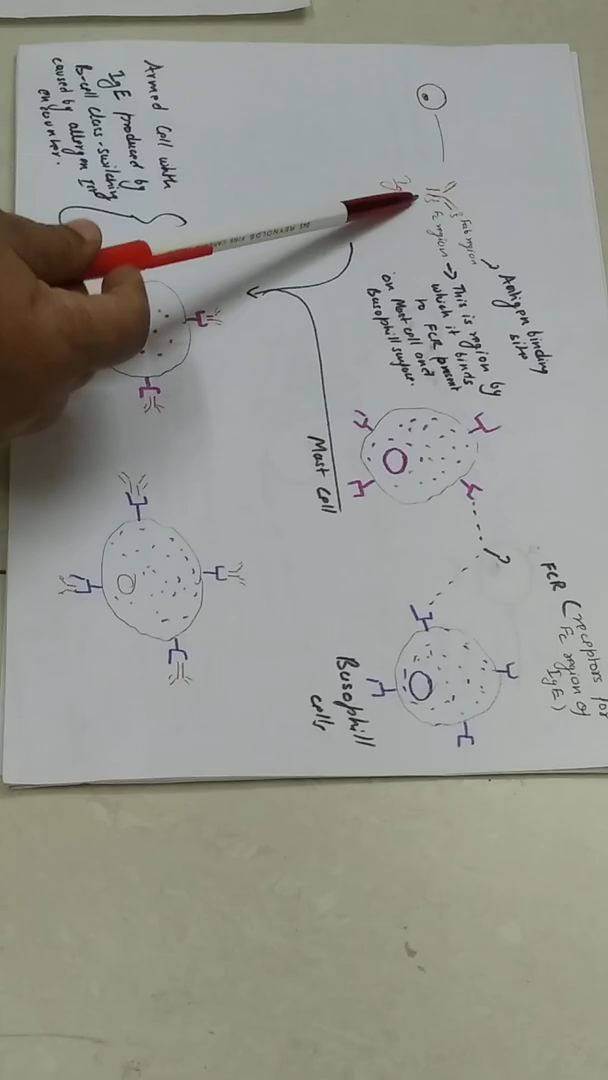 Fab region
Antigen binding
site
Fc region → This is region by
which it binds
to FCR present
on Mast cell and
Basophill surface.
Mast Cell
FCR (receptors for
Fc region of
IgE)
Basophill
cells
Armed Cell with
IgE produced by
B-cell class-switching
caused by allergen
encounter.
REYNOLDS